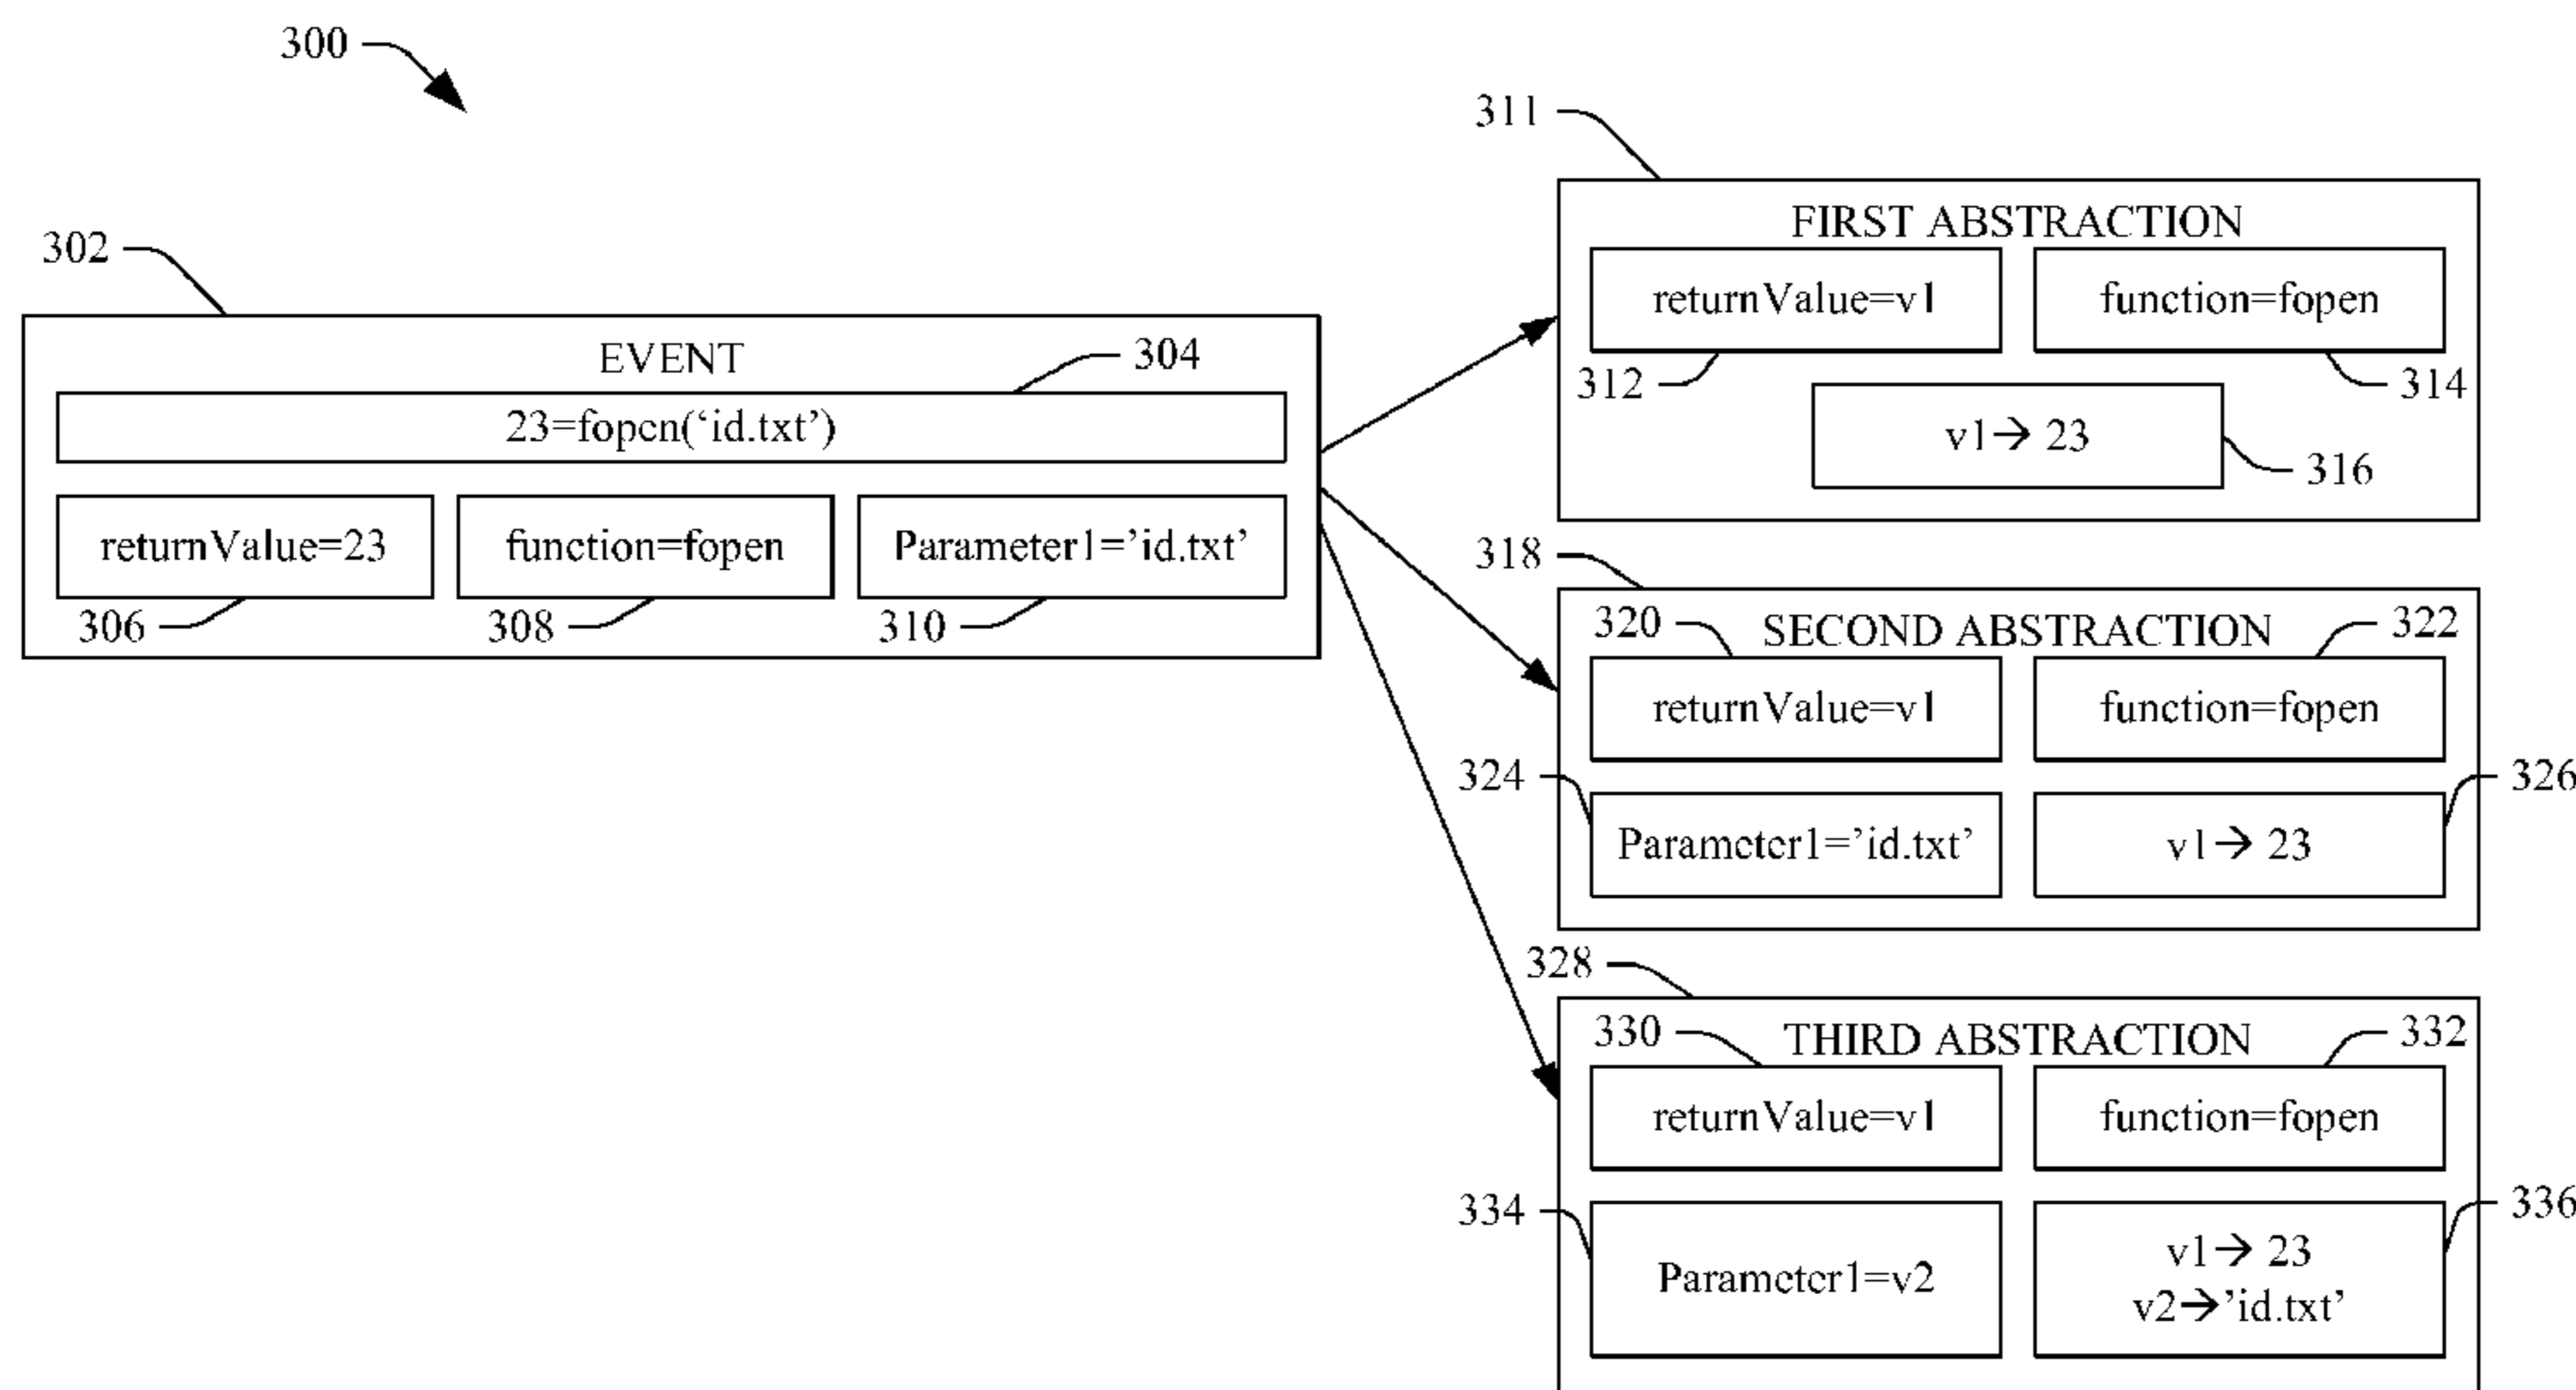 300
302
EVENT
304
23=fopen(‘id.txt’)
returnValue=23
function=fopen
Parameter1=’id.txt’
306
308
310
311
FIRST ABSTRACTION
returnValue=v1
function=fopen
312
314
v1→ 23
316
318
SECOND ABSTRACTION
320
322
returnValue=v1
function=fopen
324
326
Parameter1=’id.txt’
v1→ 23
328
THIRD ABSTRACTION
330
332
returnValue=v1
function=fopen
334
336
Parameter1=v2
v1→ 23
v2→’id.txt’